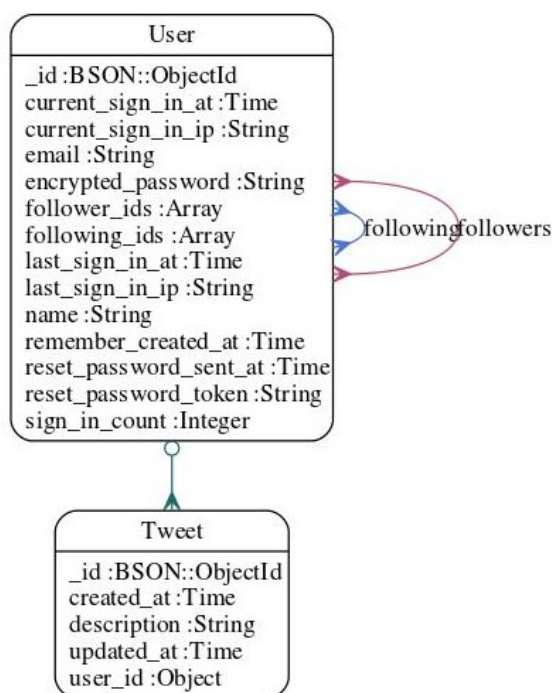 User
_id :BSON::ObjectId
current_sign_in_at :Time
current_sign_in_ip :String
email :String
encrypted_password :String
follower_ids :Array
following_ids :Array
last_sign_in_at :Time
last_sign_in_ip :String
name :String
remember_created_at :Time
reset_password_sent_at :Time
reset_password_token :String
sign_in_count :Integer
following
followers
Tweet
_id :BSON::ObjectId
created_at :Time
description :String
updated_at :Time
user_id :Object